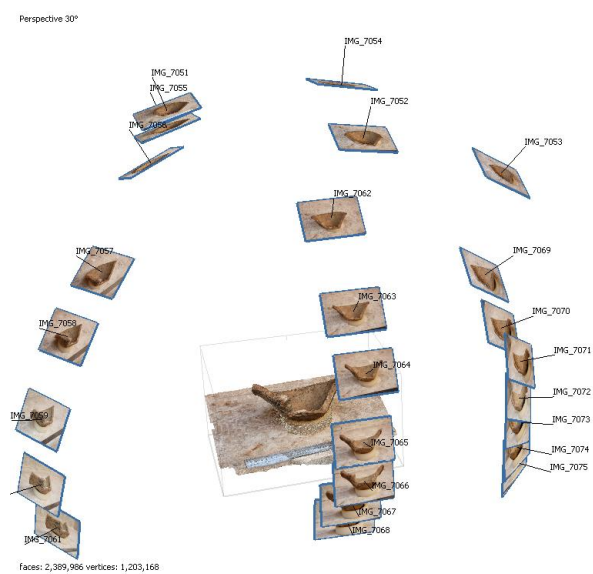 Perspective 30°
IMG_7054
IMG_7051
IMG_7055
IMG_7052
IMG_7056
IMG_7053
IMG_7062
IMG_7057
IMG_7069
IMG_7063
IMG_7070
IMG_7058
IMG_7071
IMG_7064
IMG_7072
IMG_7059
IMG_7073
IMG_7065
IMG_7074
IMG_7075
IMG_7066
IMG_7067
IMG_7068
IMG_7061
faces: 2,389,986 vertices: 1,203,168